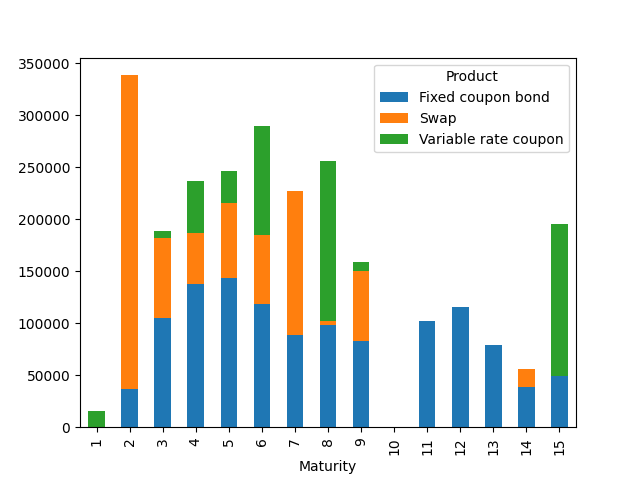 350000
300000
250000
200000
150000
100000
50000
0
Product
Fixed coupon bond
Swap
Variable rate coupon
1 2 3 4 5 6 7 8 9 10 11 12 13 14 15
Maturity